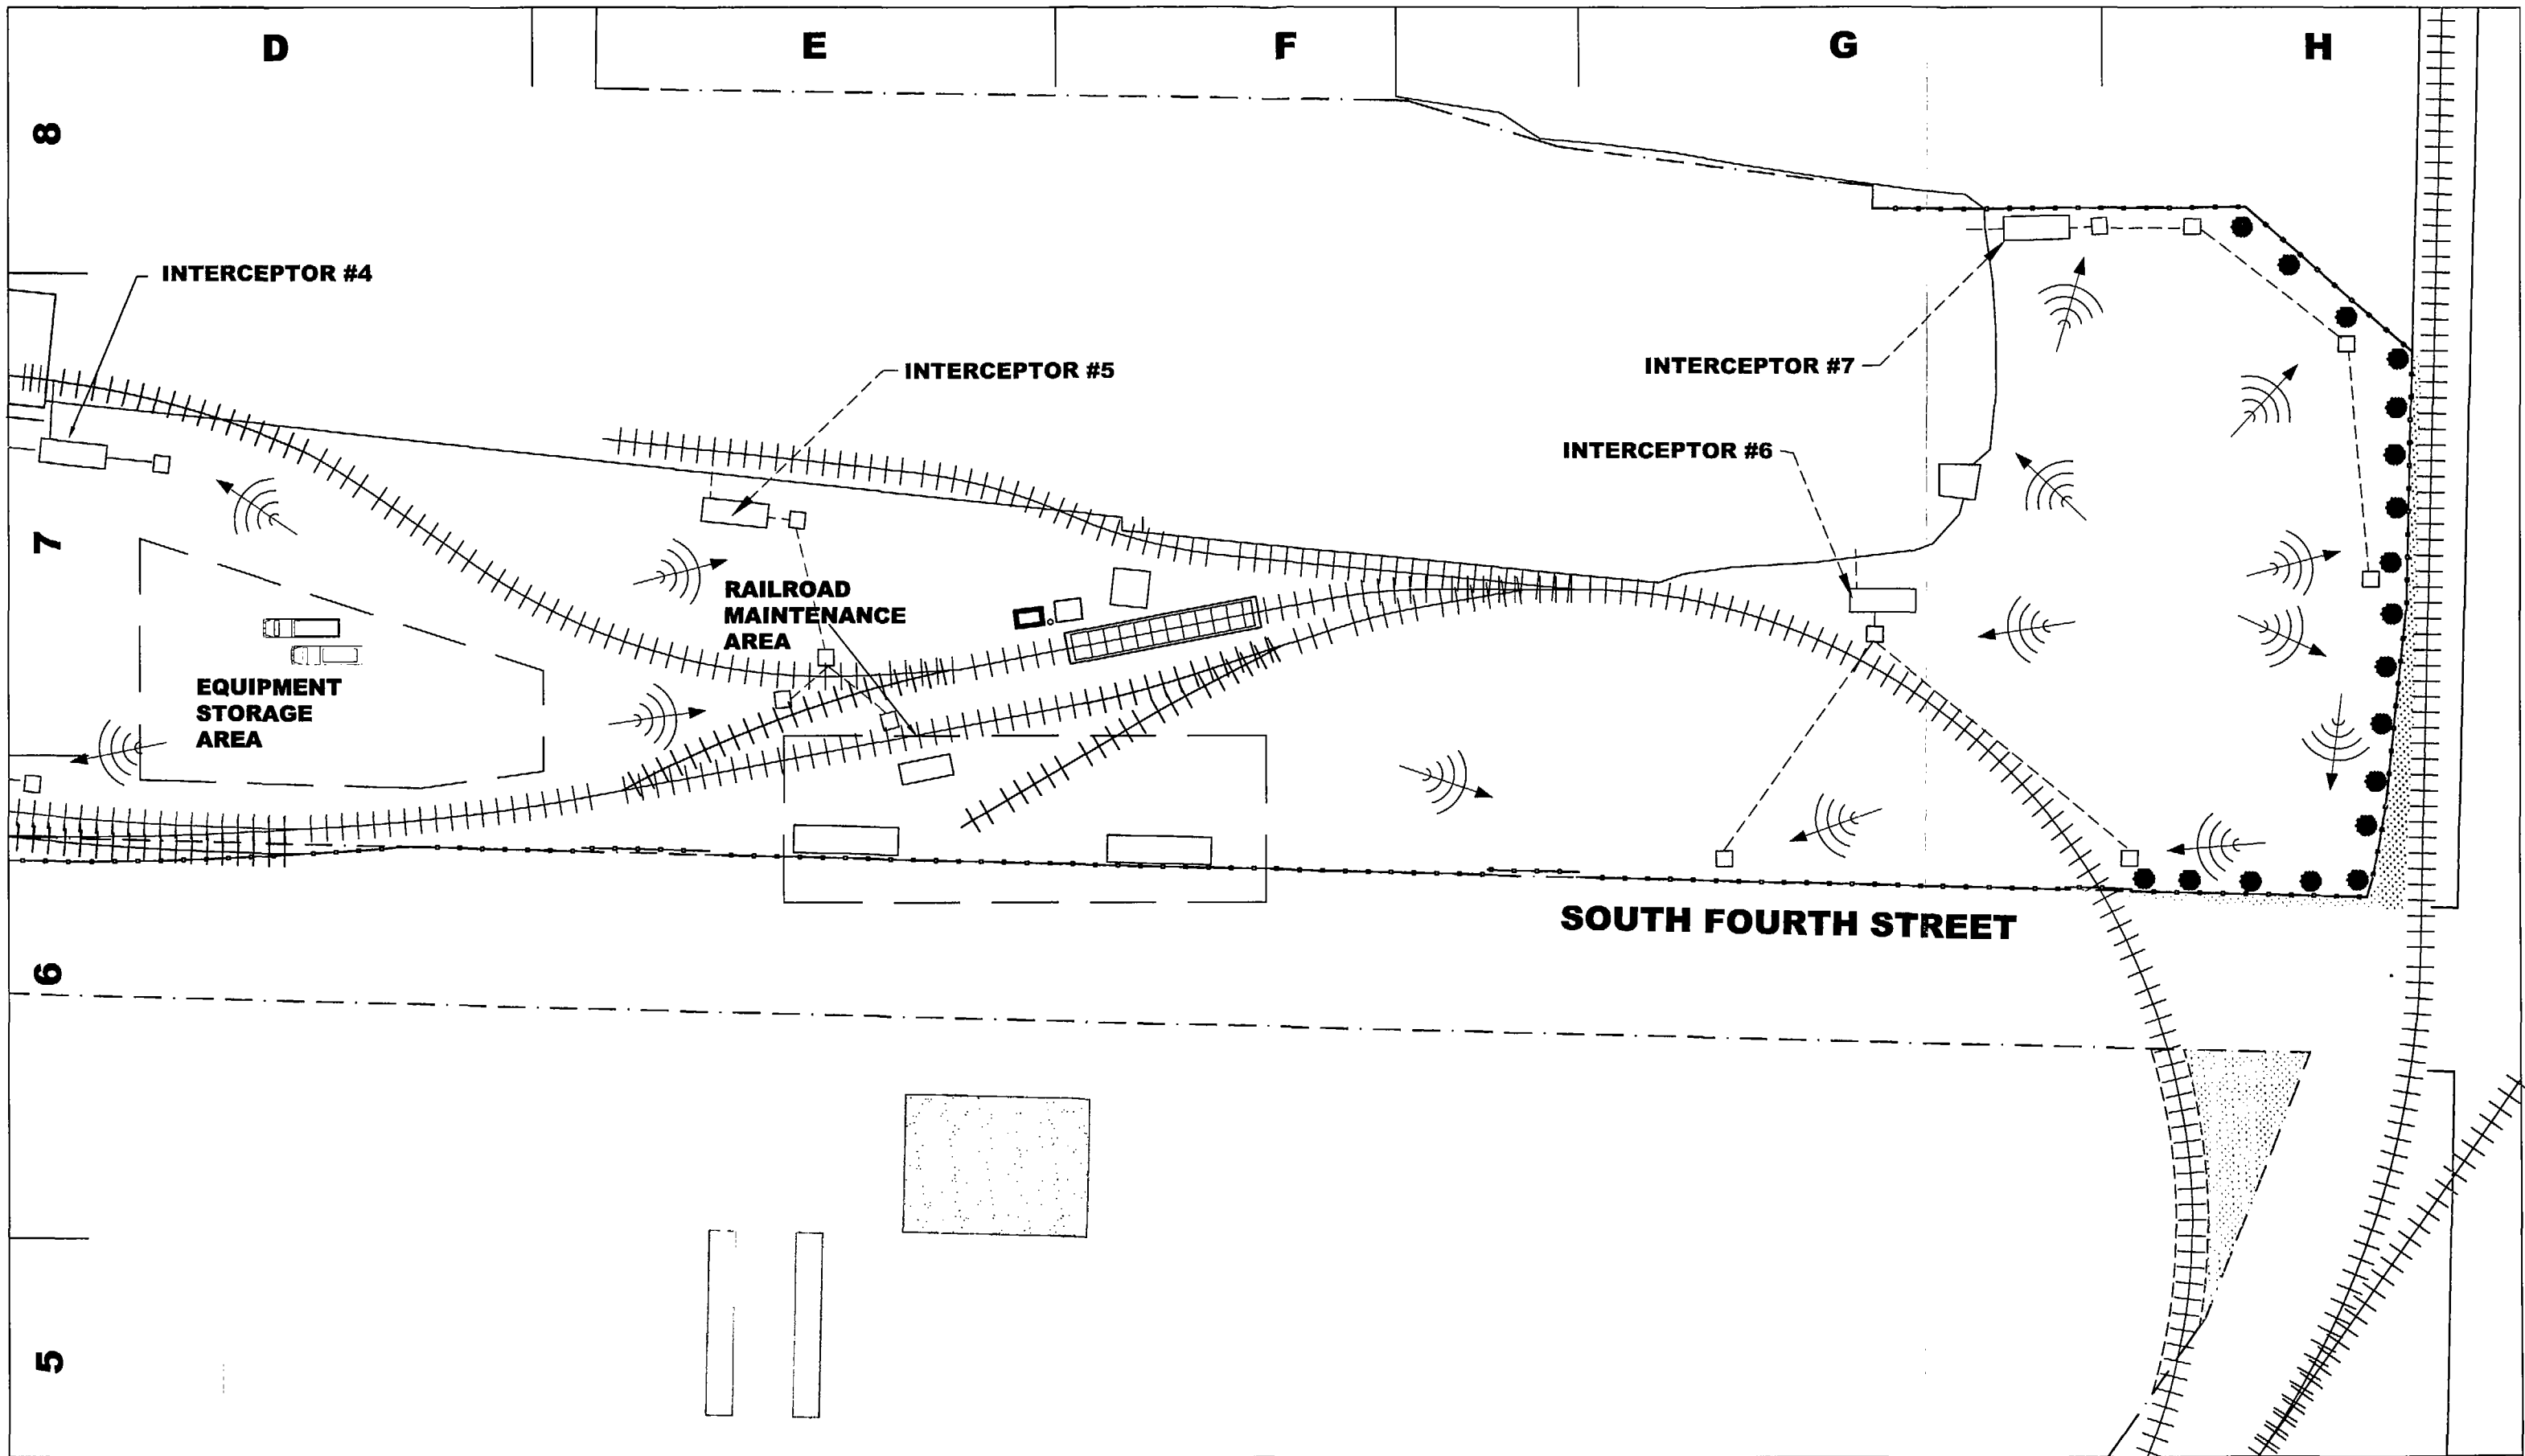 D
E
F
G
H
8
INTERCEPTOR #4
INTERCEPTOR #5
INTERCEPTOR #7
INTERCEPTOR #6
7
RAILROAD
MAINTENANCE
AREA
EQUIPMENT
STORAGE
AREA
SOUTH FOURTH STREET
6
5